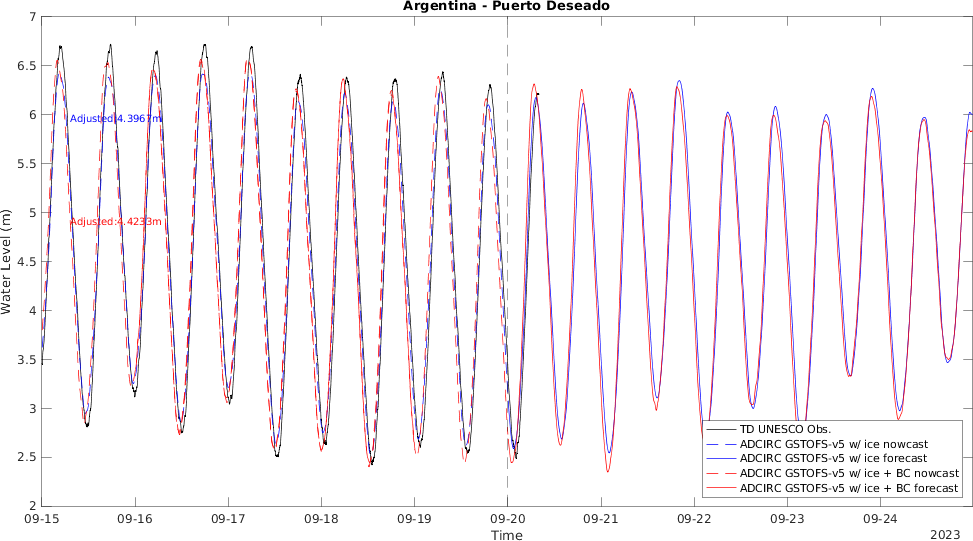 Argentina - Puerto Deseado
7
6.5
6
5.5
5
4.5
4
3.5
3
2.5
2
Water Level (m)
Adjusted:4.3967m
Adjusted:4.4233m
TD UNESCO Obs.
ADCIRC GSTOFS-v5 w/ ice nowcast
ADCIRC GSTOFS-v5 w/ ice forecast
ADCIRC GSTOFS-v5 w/ ice + BC nowcast
ADCIRC GSTOFS-v5 w/ ice + BC forecast
09-15 09-16 09-17 09-18 09-19 09-20 09-21 09-22 09-23 09-24
Time
2023